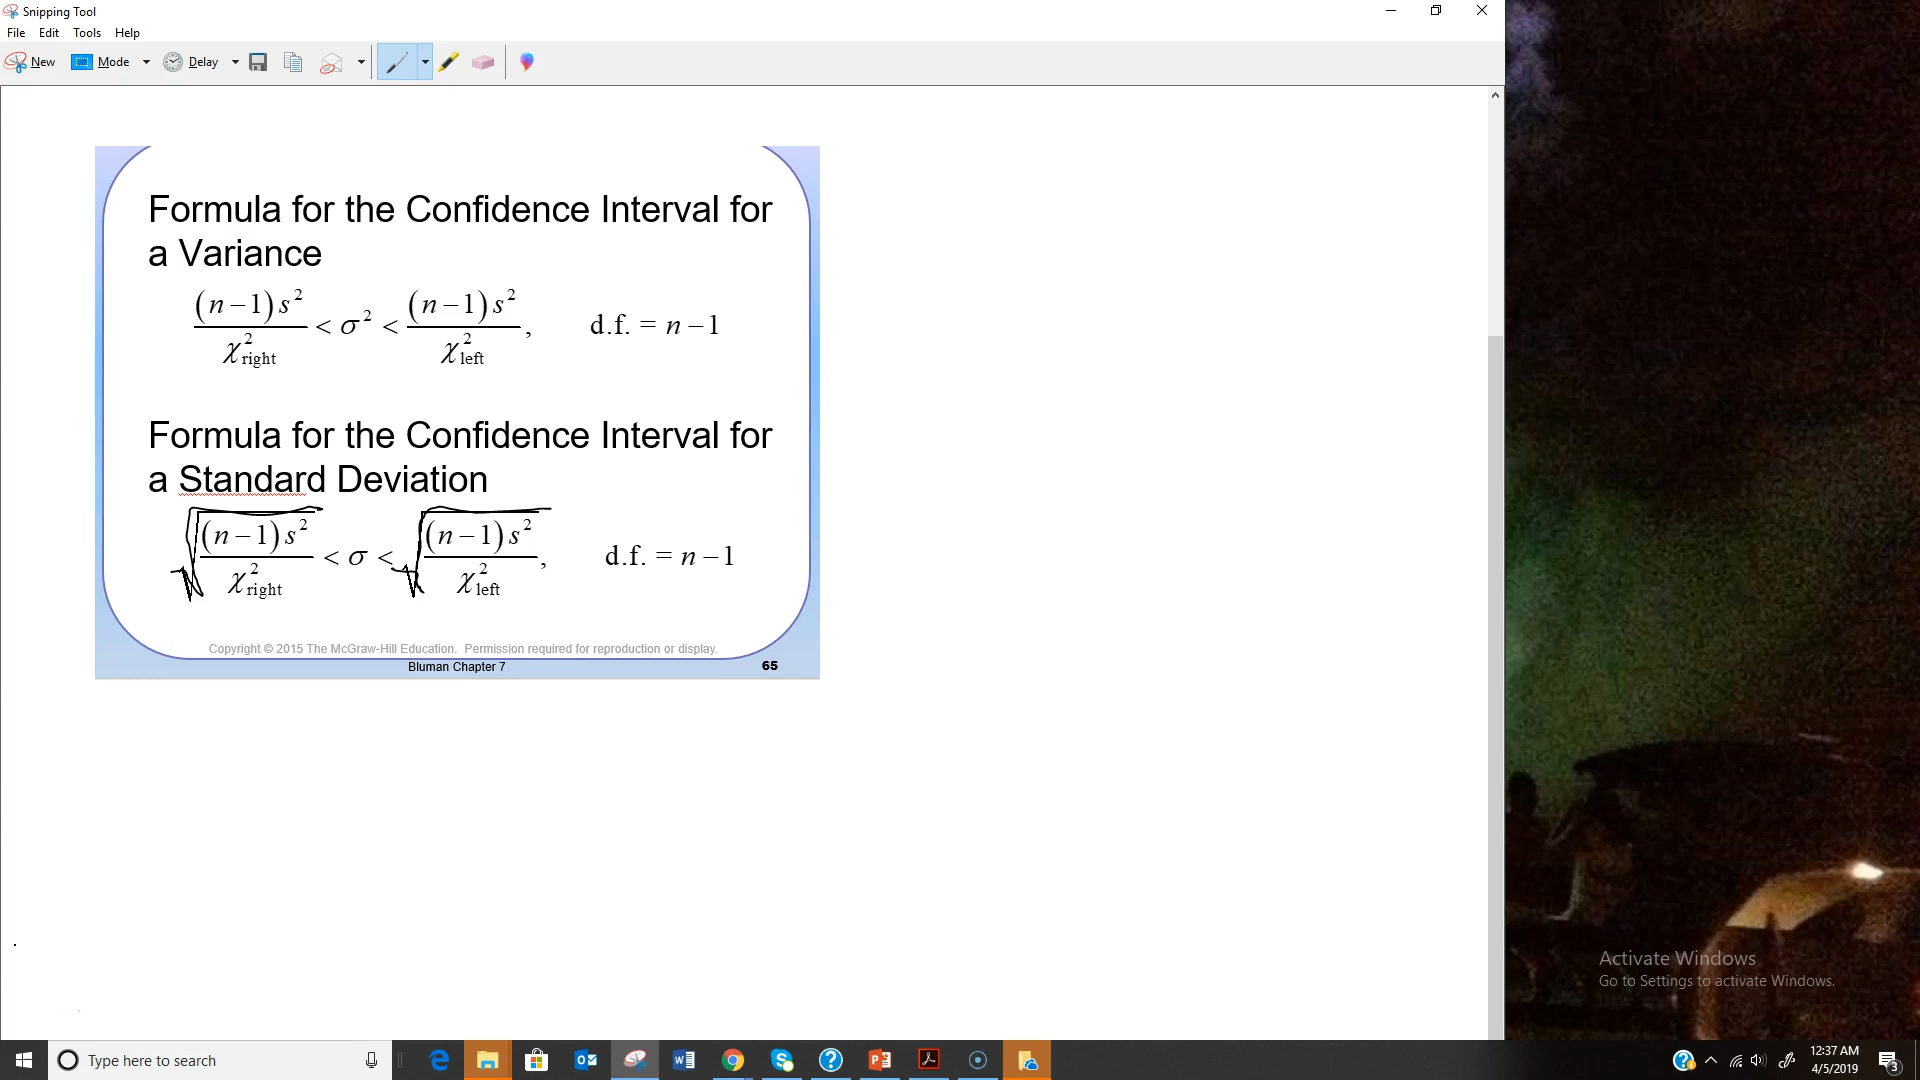 Snipping Tool
File Edit Tools Help
New Mode Delay
Formula for the Confidence Interval for
a Variance
(n − 1) s² / χ²right < σ² < (n − 1) s² / χ²left, d.f. = n − 1
Formula for the Confidence Interval for
a Standard Deviation
√((n − 1) s² / χ²right) < σ < √((n − 1) s² / χ²left), d.f. = n − 1
Copyright © 2015 The McGraw-Hill Education. Permission required for reproduction or display.
Bluman Chapter 7 65
Activate Windows
Go to Settings to activate Windows.
Type here to search
12:37 AM
4/5/2019
3